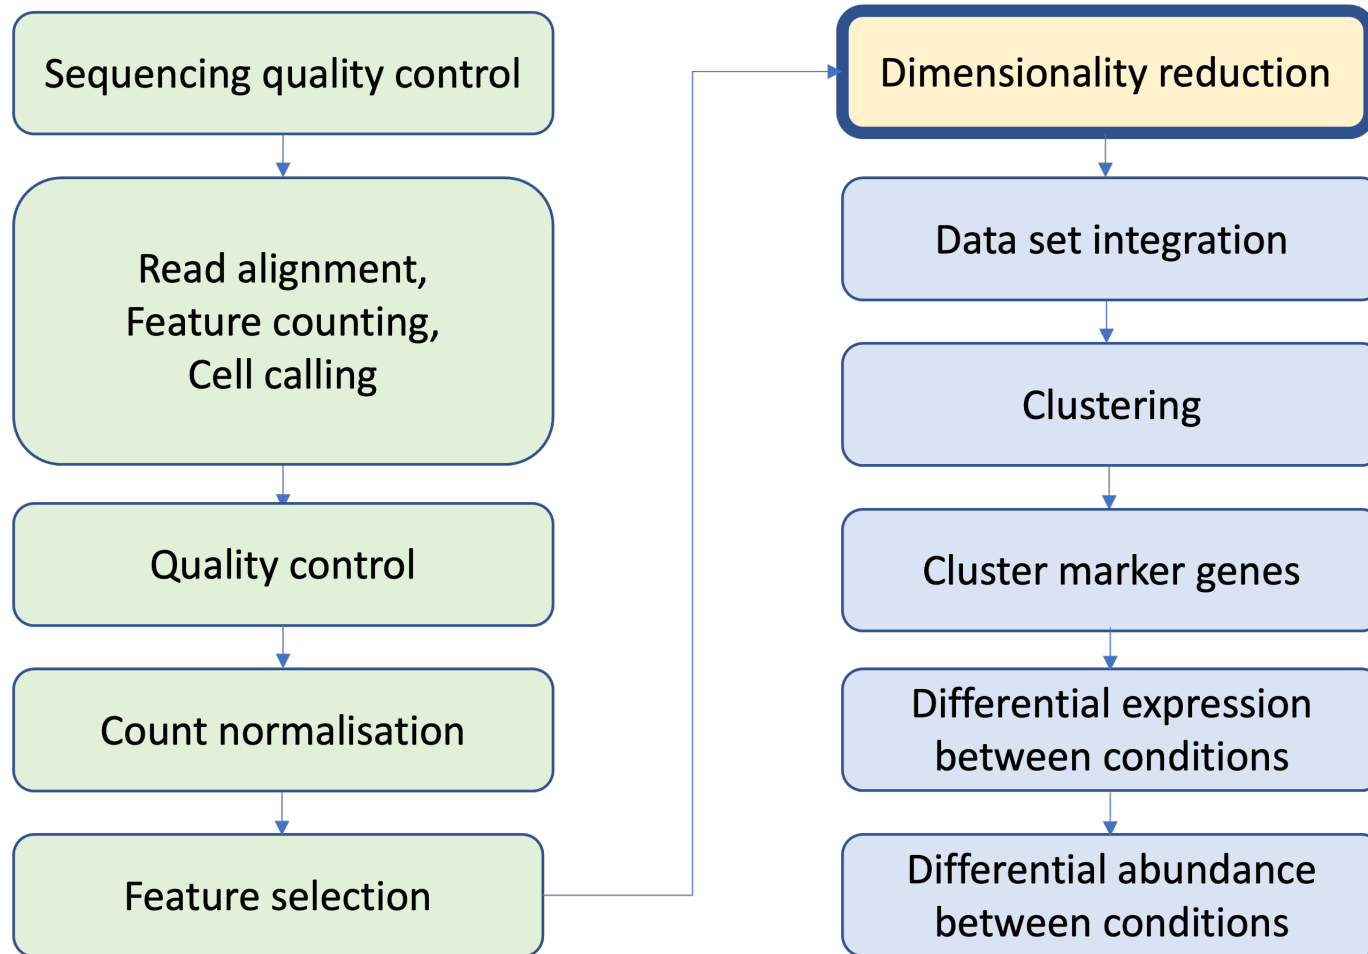 Sequencing quality control
Read alignment,
Feature counting,
Cell calling
Quality control
Count normalisation
Feature selection
Dimensionality reduction
Data set integration
Clustering
Cluster marker genes
Differential expression
between conditions
Differential abundance
between conditions